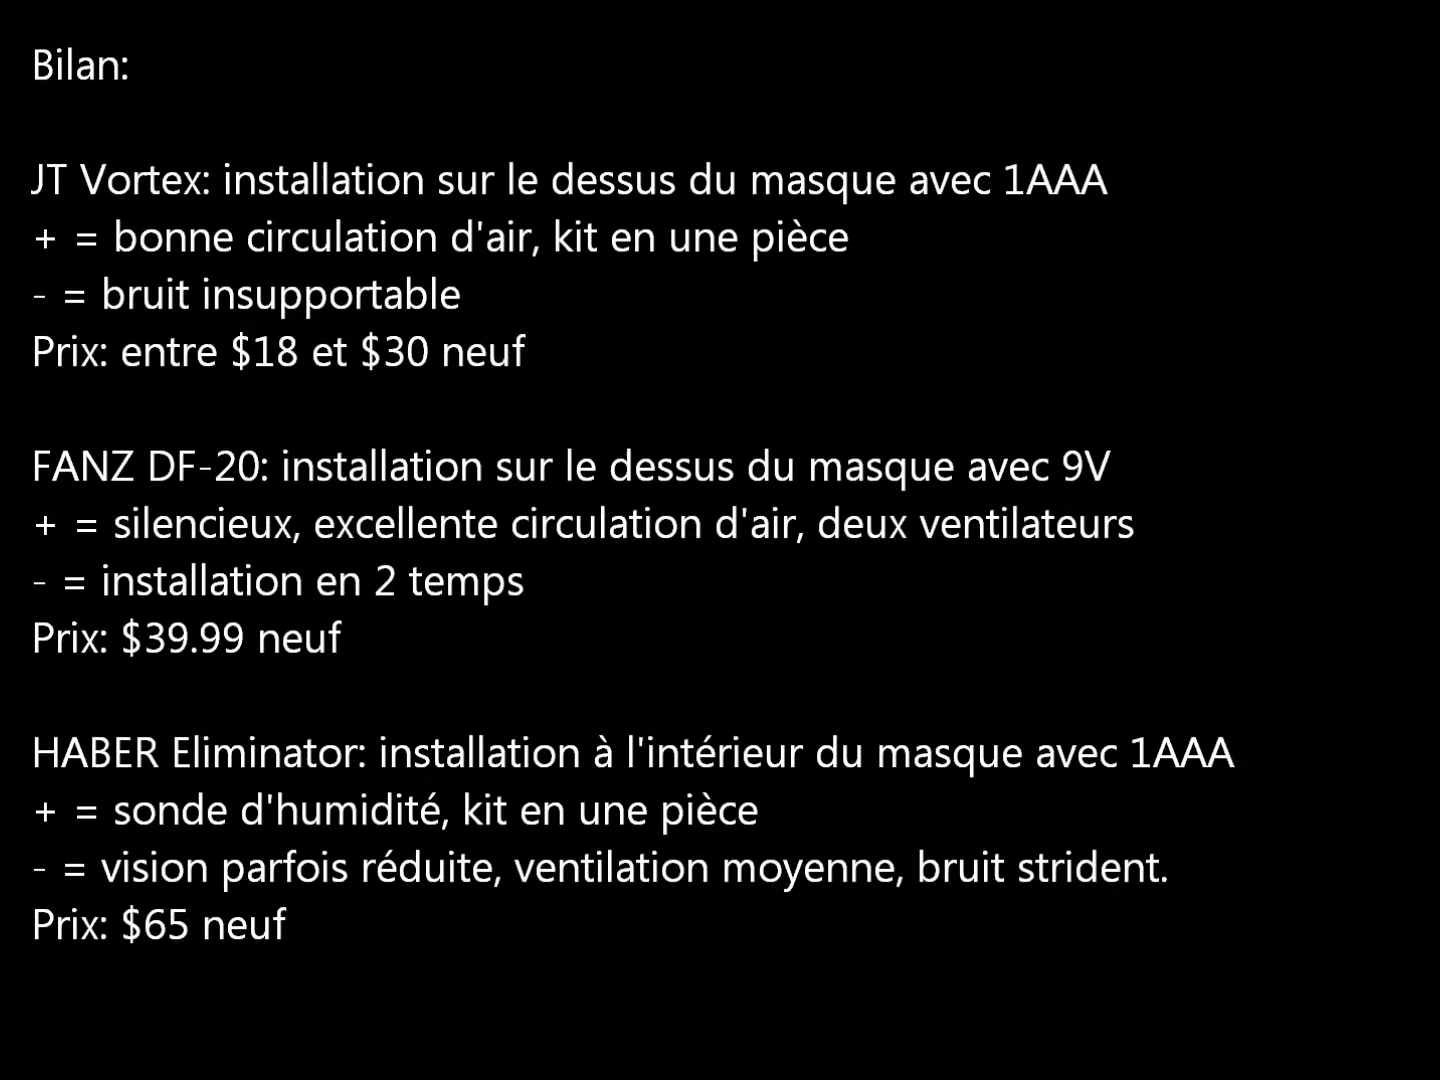 Bilan:
JT Vortex: installation sur le dessus du masque avec 1AAA
+ = bonne circulation d'air, kit en une pièce
- = bruit insupportable
Prix: entre $18 et $30 neuf
FANZ DF-20: installation sur le dessus du masque avec 9V
+ = silencieux, excellente circulation d'air, deux ventilateurs
- = installation en 2 temps
Prix: $39.99 neuf
HABER Eliminator: installation à l'intérieur du masque avec 1AAA
+ = sonde d'humidité, kit en une pièce
- = vision parfois réduite, ventilation moyenne, bruit strident.
Prix: $65 neuf